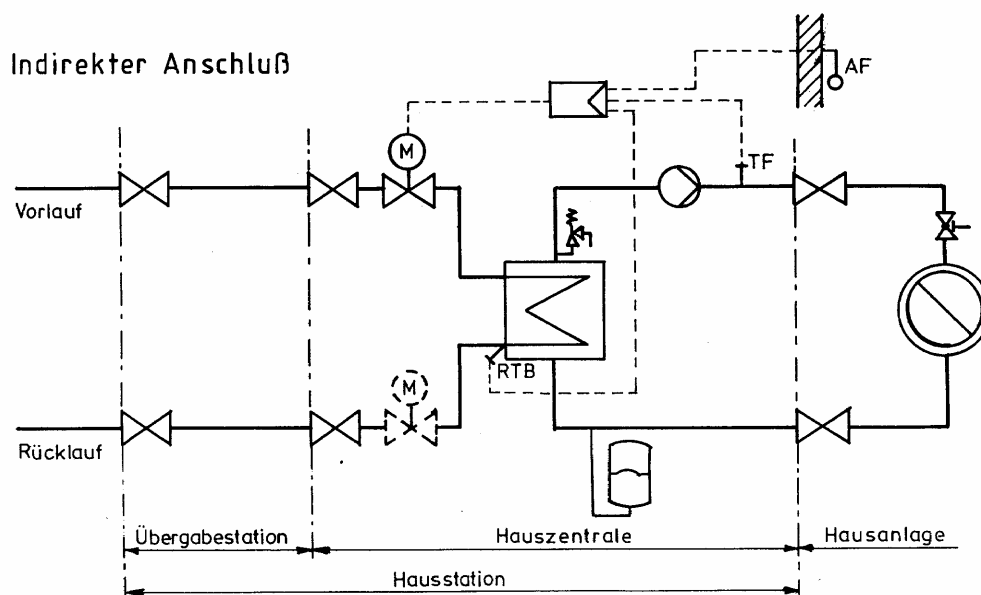 Indirekter Anschluß
AF
M
TF
Vorlauf
RTB
M
Rücklauf
Übergabestation
Hauszentrale
Hausanlage
Hausstation